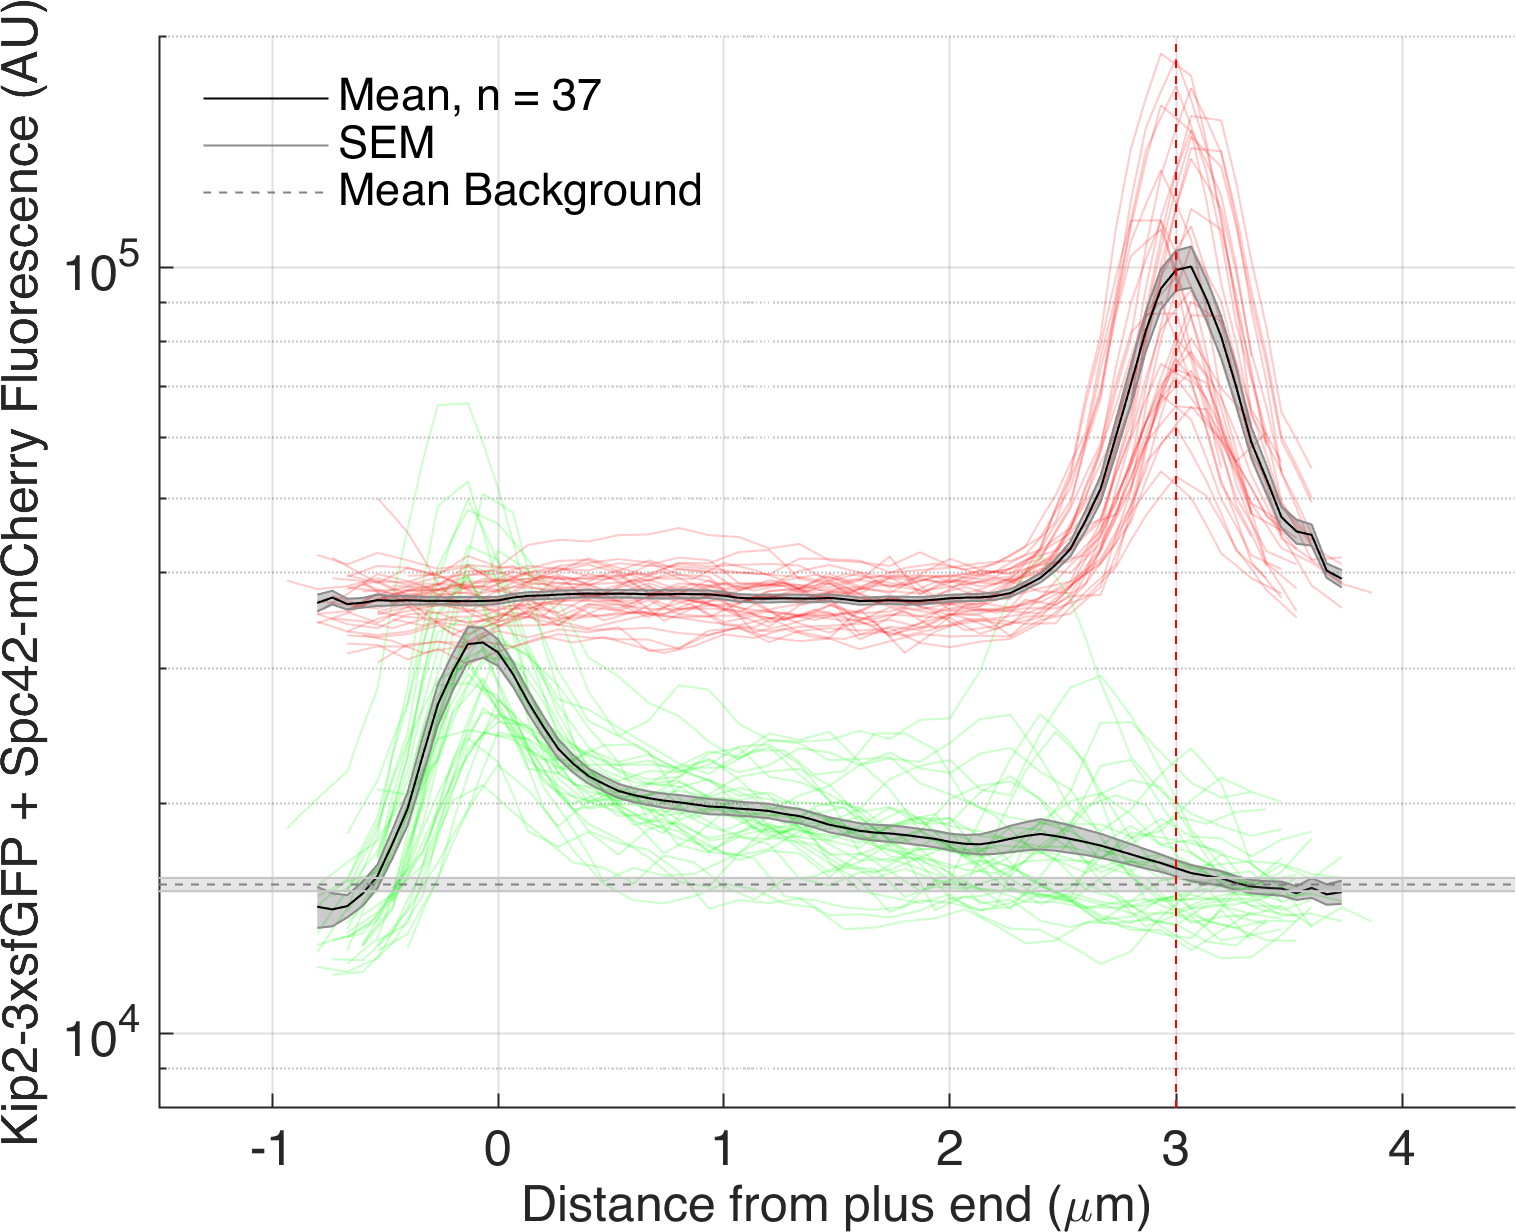 Kip2-3xsfGFP + Spc42-mCherry Fluorescence (AU)
Mean, n = 37
SEM
Mean Background
10^5
10^4
-1 0 1 2 3 4
Distance from plus end (μm)